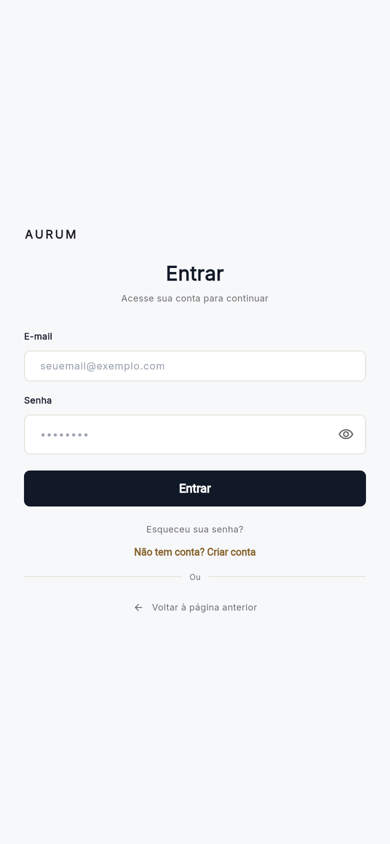 AURUM
Entrar
Acesse sua conta para continuar
E-mail
seuemail@exemplo.com
Senha
••••••••
Entrar
Esqueceu sua senha?
Não tem conta? Criar conta
Ou
← Voltar à página anterior